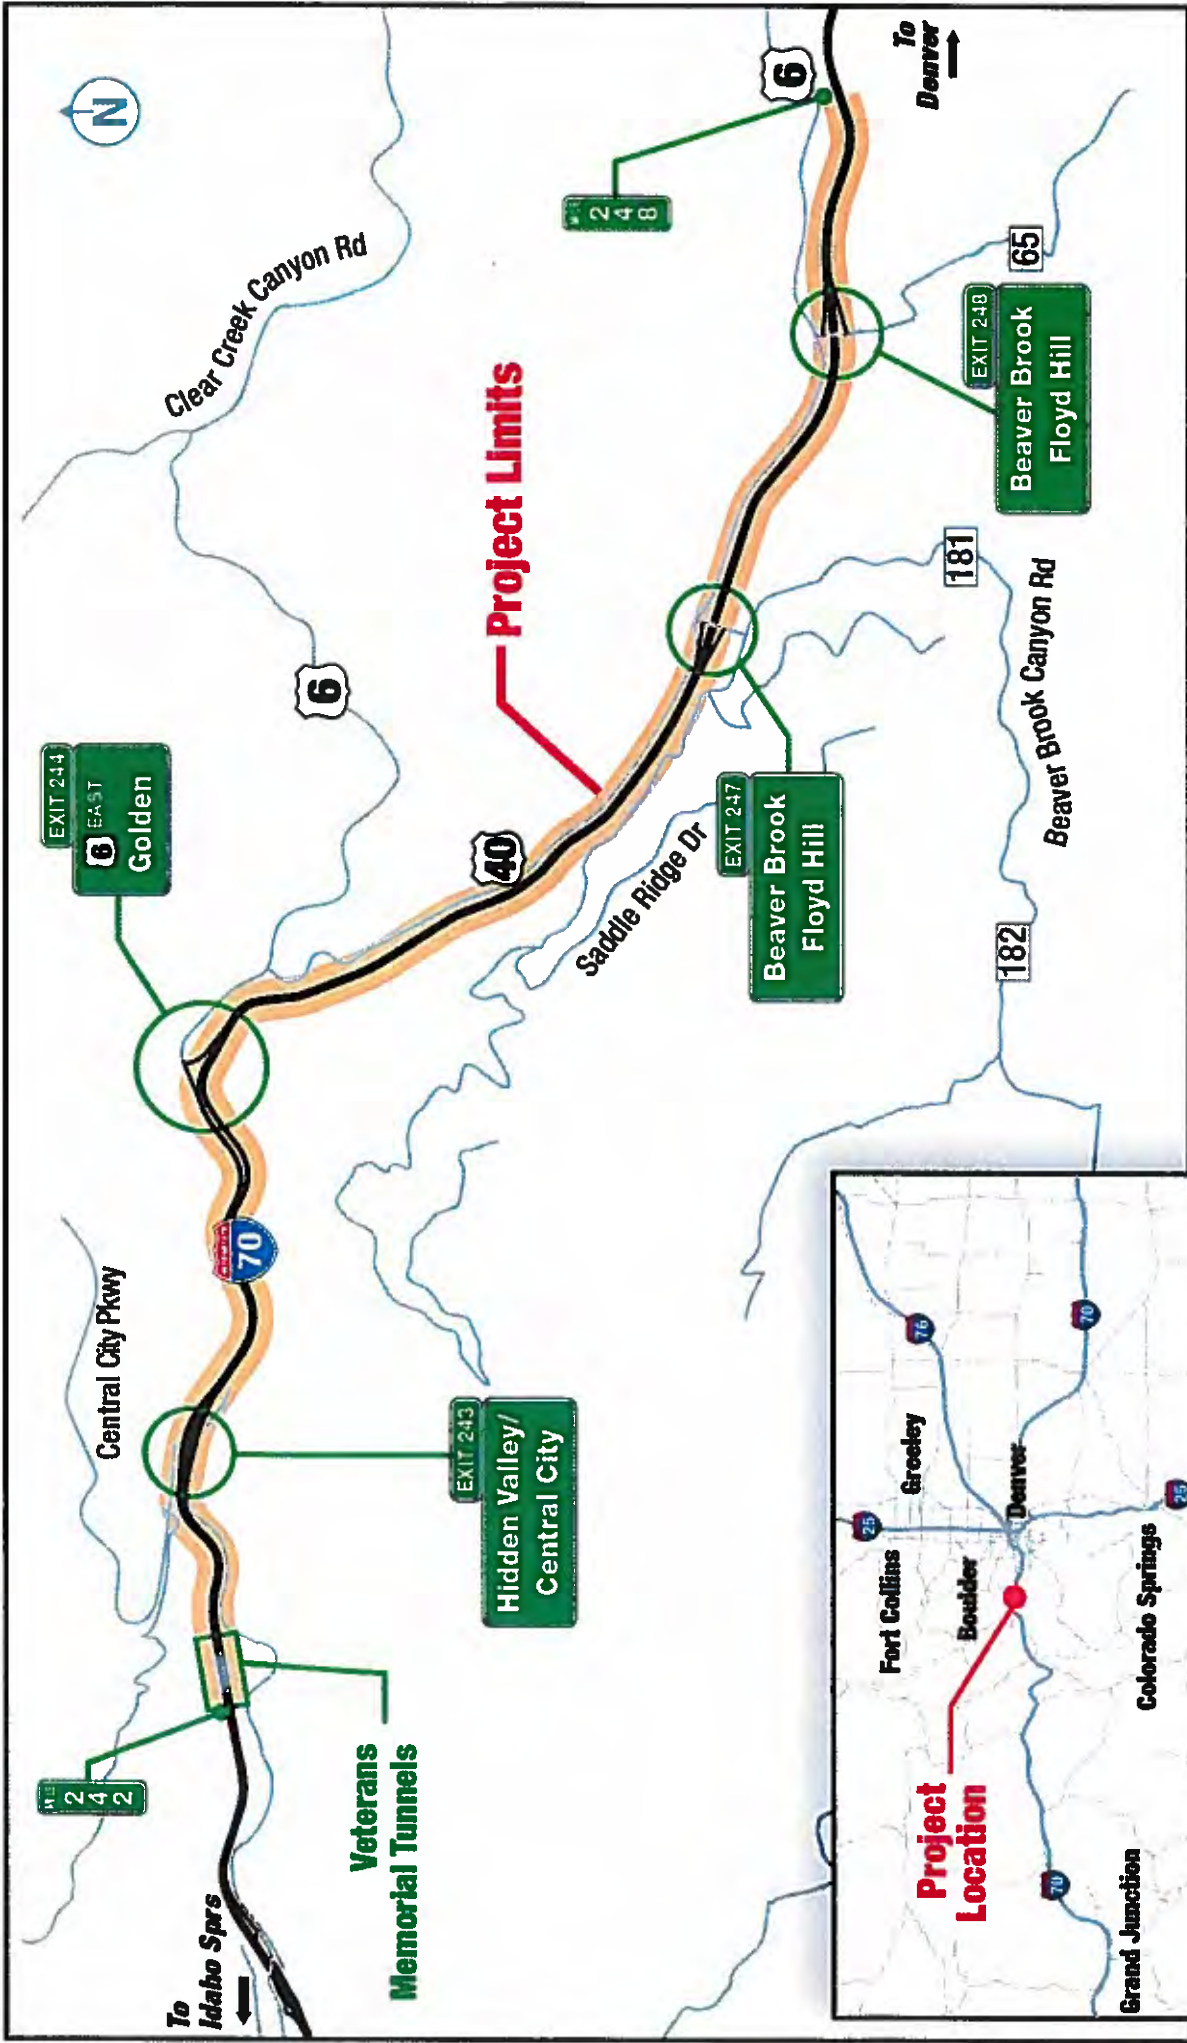 N
To
Idaho Sprs
2
4
2
Veterans
Memorial Tunnels
Central City Pkwy
EXIT 243
Hidden Valley/
Central City
70
EXIT 244
6 EAST
Golden
6
Clear Creek Canyon Rd
40
Project Limits
Saddle Ridge Dr
EXIT 247
Beaver Brook
Floyd Hill
181
182
Beaver Brook Canyon Rd
EXIT 248
Beaver Brook
Floyd Hill
65
2
4
8
6
To
Denver
Project
Location
Fort Collins
Greeley
Boulder
Denver
Colorado Springs
Grand Junction
25
76
70
70
25